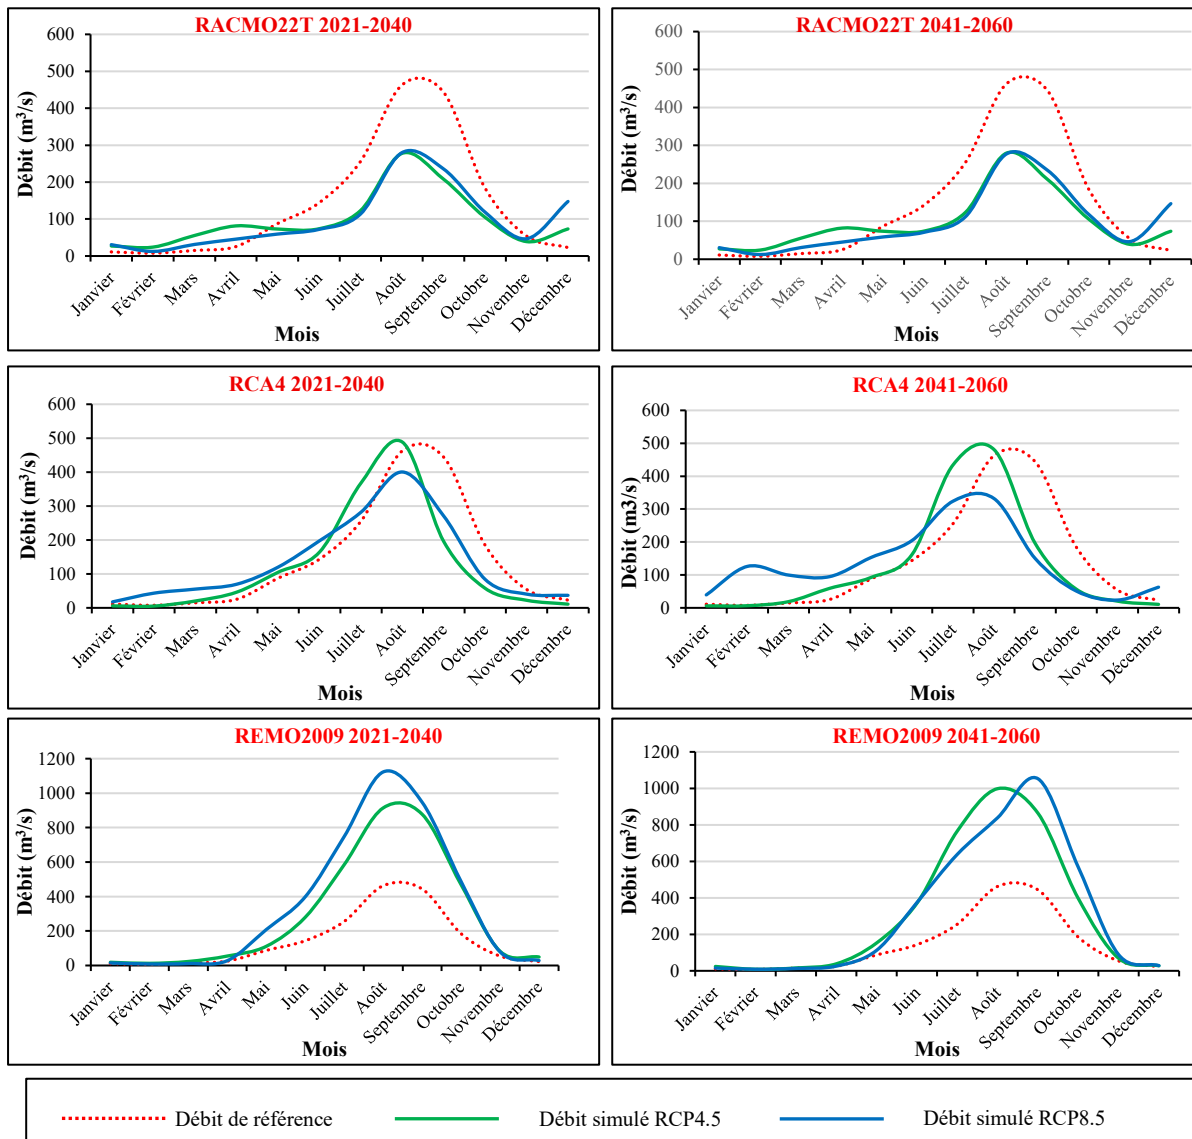 RACMO22T 2021-2040
600
500
400
300
200
100
0
Débit (m³/s)
Janvier
Février
Mars
Avril
Mai
Juin
Juillet
Août
Septembre
Octobre
Novembre
Décembre
Mois
RACMO22T 2041-2060
600
500
400
300
200
100
0
Débit (m³/s)
Janvier
Février
Mars
Avril
Mai
Juin
Juillet
Août
Septembre
Octobre
Novembre
Décembre
Mois
RCA4 2021-2040
600
500
400
300
200
100
0
Débit (m³/s)
Janvier
Février
Mars
Avril
Mai
Juin
Juillet
Août
Septembre
Octobre
Novembre
Décembre
Mois
RCA4 2041-2060
600
500
400
300
200
100
0
Débit (m3/s)
Janvier
Février
Mars
Avril
Mai
Juin
Juillet
Août
Septembre
Octobre
Novembre
Décembre
Mois
REMO2009 2021-2040
1200
1000
800
600
400
200
0
Débit (m³/s)
Janvier
Février
Mars
Avril
Mai
Juin
Juillet
Août
Septembre
Octobre
Novembre
Décembre
Mois
REMO2009 2041-2060
1200
1000
800
600
400
200
0
Débit (m³/s)
Janvier
Février
Mars
Avril
Mai
Juin
Juillet
Août
Septembre
Octobre
Novembre
Décembre
Mois
Débit de référence
Débit simulé RCP4.5
Débit simulé RCP8.5